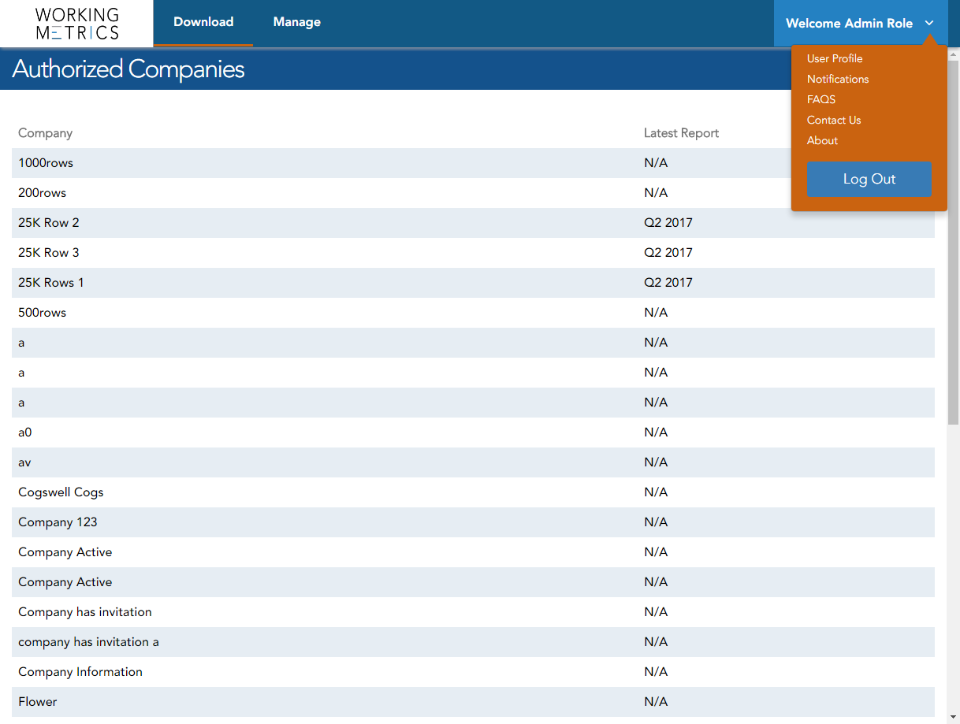 WORKING
METRICS
Download
Manage
Welcome Admin Role
User Profile
Notifications
FAQS
Contact Us
About
Log Out
Authorized Companies
Company Latest Report
1000rows N/A
200rows N/A
25K Row 2 Q2 2017
25K Row 3 Q2 2017
25K Rows 1 Q2 2017
500rows N/A
a N/A
a N/A
a N/A
a0 N/A
av N/A
Cogswell Cogs N/A
Company 123 N/A
Company Active N/A
Company Active N/A
Company has invitation N/A
company has invitation a N/A
Company Information N/A
Flower N/A